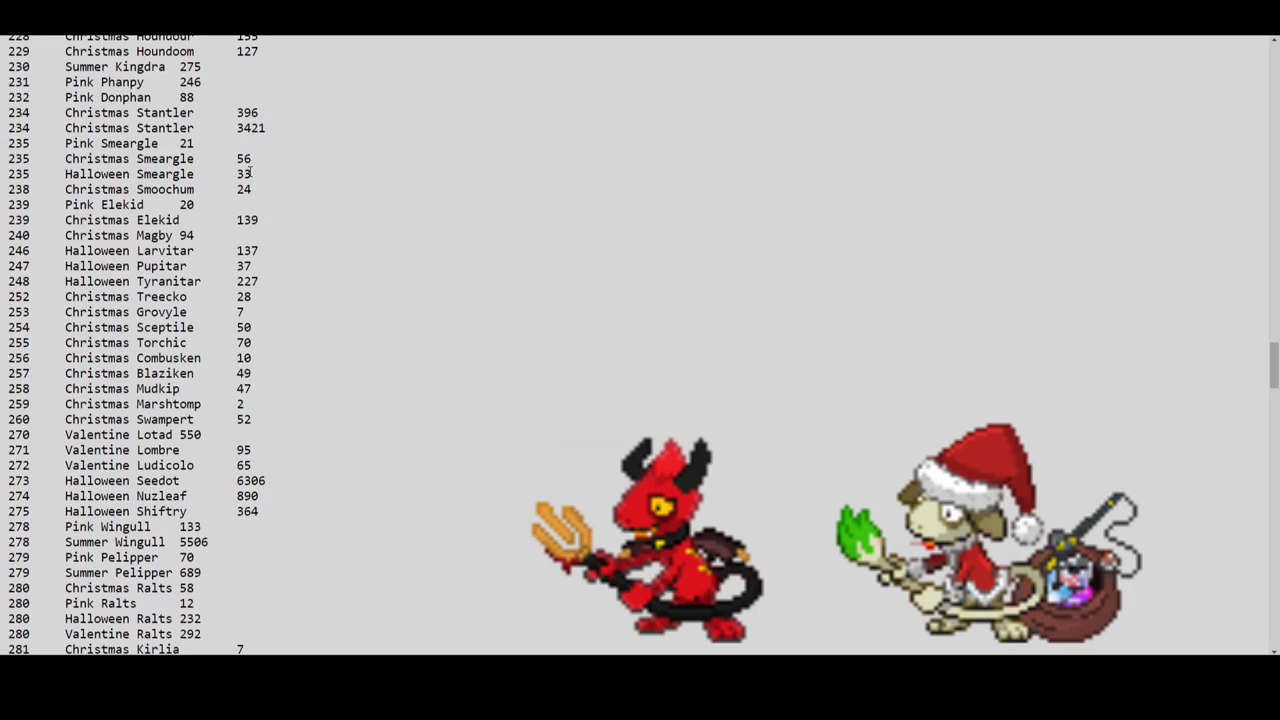 228 Christmas Houndour 155
229 Christmas Houndoom 127
230 Summer Kingdra 275
231 Pink Phanpy 246
232 Pink Donphan 88
234 Christmas Stantler 396
234 Christmas Stantler 3421
235 Pink Smeargle 21
235 Christmas Smeargle 56
235 Halloween Smeargle 33
238 Christmas Smoochum 24
239 Pink Elekid 20
239 Christmas Elekid 139
240 Christmas Magby 94
246 Halloween Larvitar 137
247 Halloween Pupitar 37
248 Halloween Tyranitar 227
252 Christmas Treecko 28
253 Christmas Grovyle 7
254 Christmas Sceptile 50
255 Christmas Torchic 70
256 Christmas Combusken 10
257 Christmas Blaziken 49
258 Christmas Mudkip 47
259 Christmas Marshtomp 2
260 Christmas Swampert 52
270 Valentine Lotad 550
271 Valentine Lombre 95
272 Valentine Ludicolo 65
273 Halloween Seedot 6306
274 Halloween Nuzleaf 890
275 Halloween Shiftry 364
278 Pink Wingull 133
278 Summer Wingull 5506
279 Pink Pelipper 70
279 Summer Pelipper 689
280 Christmas Ralts 58
280 Pink Ralts 12
280 Halloween Ralts 232
280 Valentine Ralts 292
281 Christmas Kirlia 7